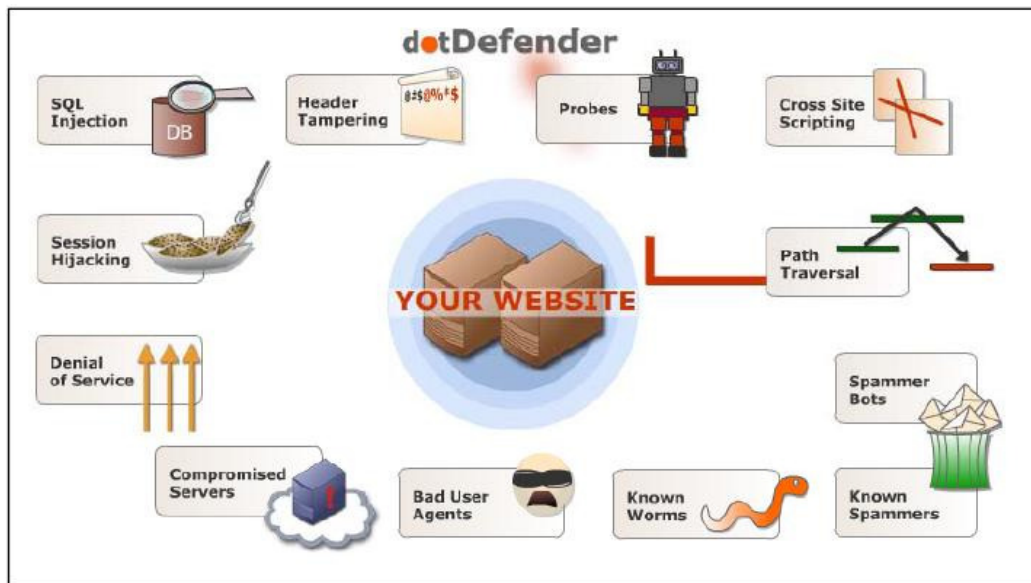 dotDefender
SQL
Injection
DB
Header
Tampering
@#$@%*$
Probes
Cross Site
Scripting
Session
Hijacking
YOUR WEBSITE
Path
Traversal
Denial
of Service
Spammer
Bots
Compromised
Servers
!
Bad User
Agents
Known
Worms
Known
Spammers